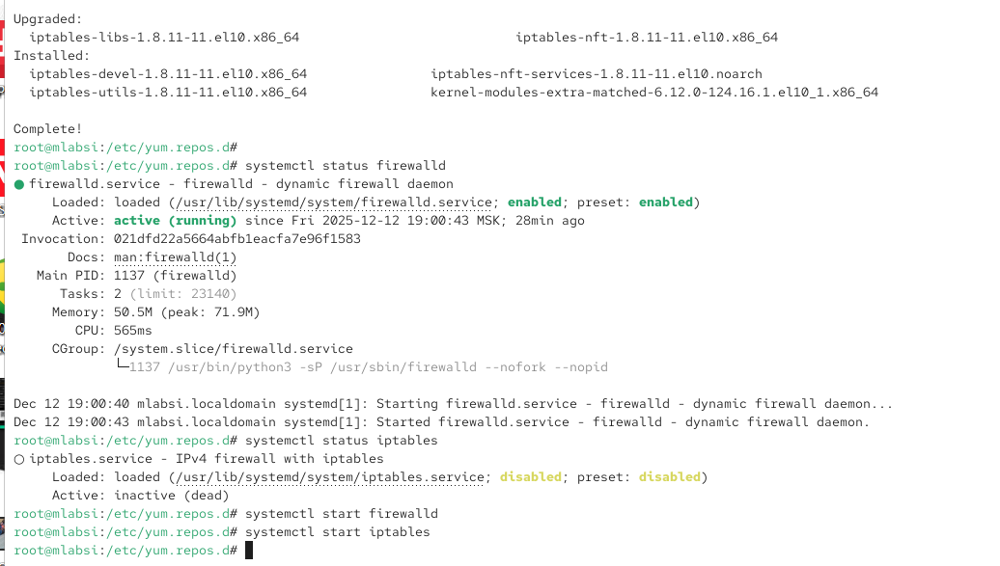 Upgraded:
  iptables-libs-1.8.11-11.el10.x86_64                            iptables-nft-1.8.11-11.el10.x86_64
Installed:
  iptables-devel-1.8.11-11.el10.x86_64                iptables-nft-services-1.8.11-11.el10.noarch
  iptables-utils-1.8.11-11.el10.x86_64                kernel-modules-extra-matched-6.12.0-124.16.1.el10_1.x86_64

Complete!
root@mlabsi:/etc/yum.repos.d#
root@mlabsi:/etc/yum.repos.d# systemctl status firewalld
● firewalld.service - firewalld - dynamic firewall daemon
     Loaded: loaded (/usr/lib/systemd/system/firewalld.service; enabled; preset: enabled)
     Active: active (running) since Fri 2025-12-12 19:00:43 MSK; 28min ago
 Invocation: 021dfd22a5664abfb1eacfa7e96f1583
       Docs: man:firewalld(1)
   Main PID: 1137 (firewalld)
      Tasks: 2 (limit: 23140)
     Memory: 50.5M (peak: 71.9M)
        CPU: 565ms
     CGroup: /system.slice/firewalld.service
             └─1137 /usr/bin/python3 -sP /usr/sbin/firewalld --nofork --nopid

Dec 12 19:00:40 mlabsi.localdomain systemd[1]: Starting firewalld.service - firewalld - dynamic firewall daemon...
Dec 12 19:00:43 mlabsi.localdomain systemd[1]: Started firewalld.service - firewalld - dynamic firewall daemon.
root@mlabsi:/etc/yum.repos.d# systemctl status iptables
○ iptables.service - IPv4 firewall with iptables
     Loaded: loaded (/usr/lib/systemd/system/iptables.service; disabled; preset: disabled)
     Active: inactive (dead)
root@mlabsi:/etc/yum.repos.d# systemctl start firewalld
root@mlabsi:/etc/yum.repos.d# systemctl start iptables
root@mlabsi:/etc/yum.repos.d#